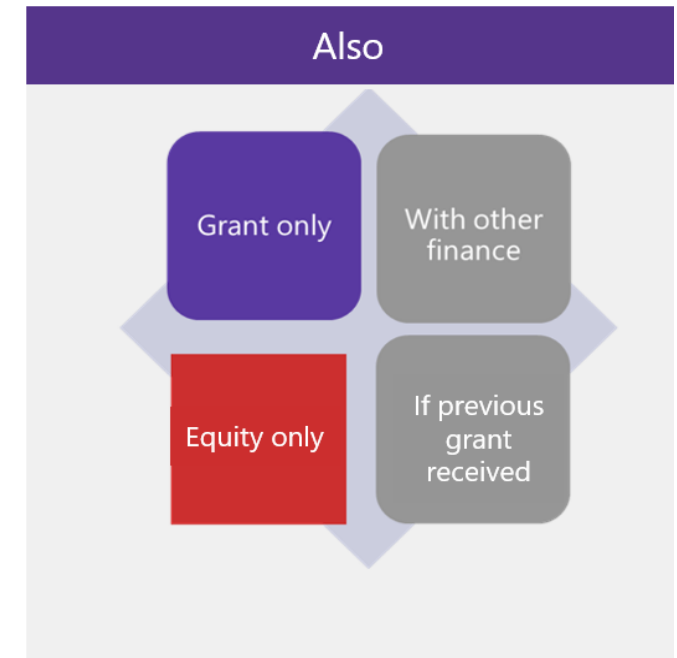 Also
Grant only
With other
finance
Equity only
If previous
grant
received